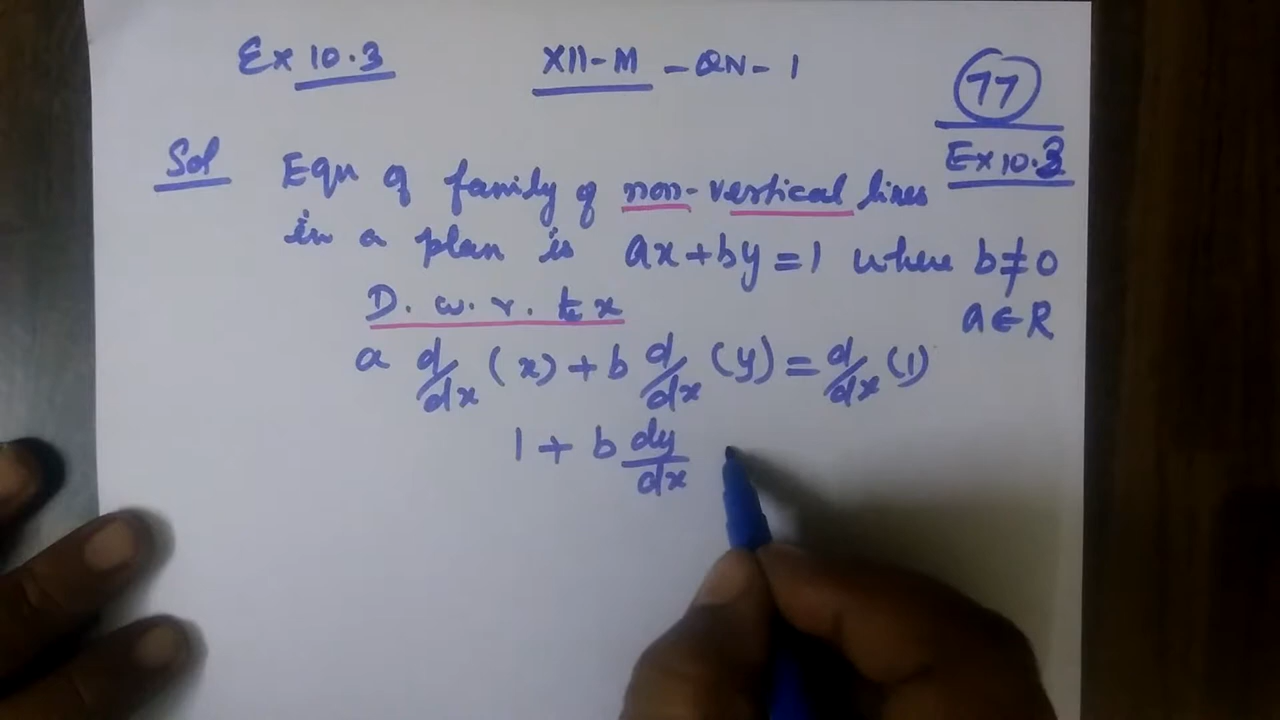 Ex 10.3 XII-M - QN - 1
77
Ex 10.3
Sol Equ of family of non-vertical lines
in a plan is ax+by=1 where b≠0
a∈R
D. w. r. to x
a d/dx (x) + b d/dx (y) = d/dx (1)
1 + b dy/dx